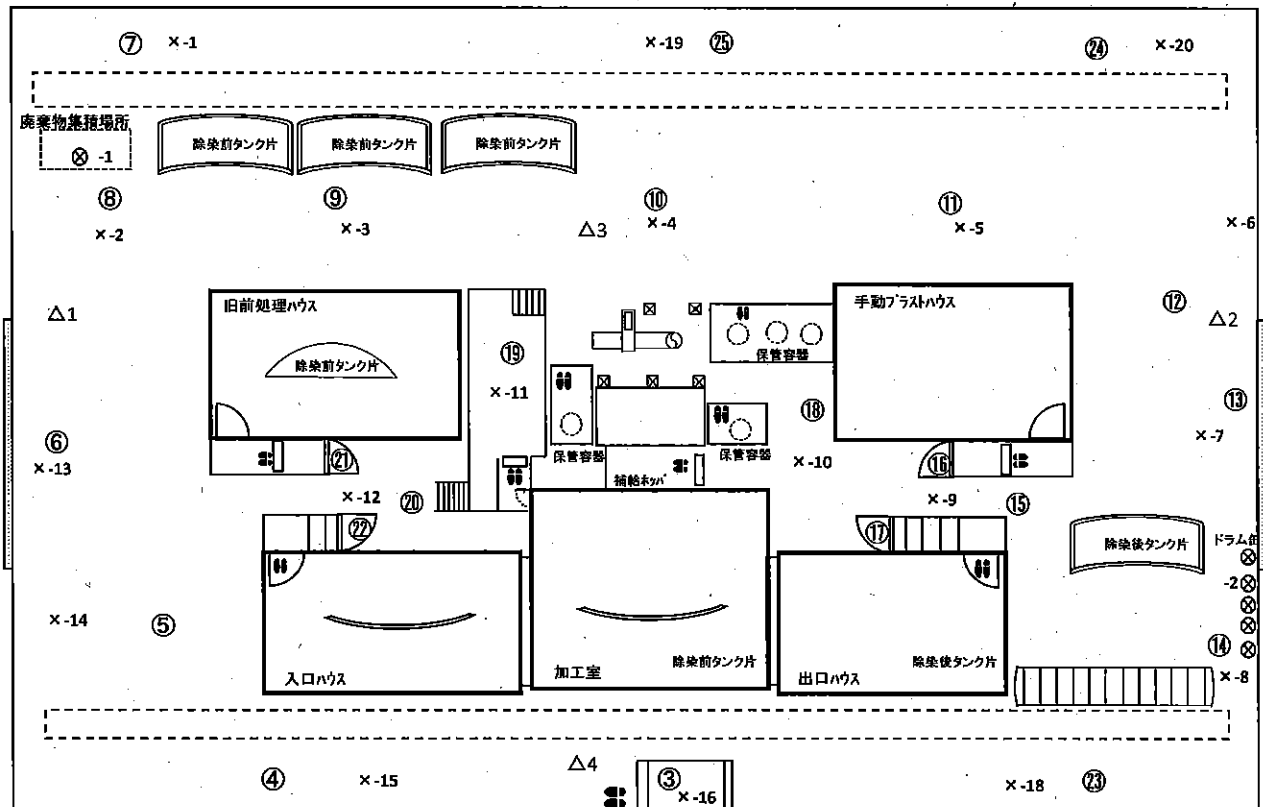 ⑦ ×-1 ×-19 ㉕ ㉔ ×-20
廃棄物集積場所
⊗ -1
除染前タンク片 除染前タンク片 除染前タンク片
⑧ ⑨ ⑩ ⑪
×-2 ×-3 △3 ×-4 ×-5 ×-6
旧前処理ハウス 手動ブラストハウス ⑫
△1 △2
除染前タンク片 ⑲ 保管容器
×-11 ⑱ ⑬
⑥ 保管容器 保管容器 ×-7
×-13 ㉑ 補給ホッパ ×-10 ⑯
×-12 ⑳ ×-9 ⑮
㉒ ⑰ 除染後タンク片 ドラム缶
-2
×-14 ⑤ ⑭
入口ハウス 加工室 除染前タンク片 出口ハウス 除染後タンク片 ×-8
④ ×-15 △4 ③ ×-16 ×-18 ㉓